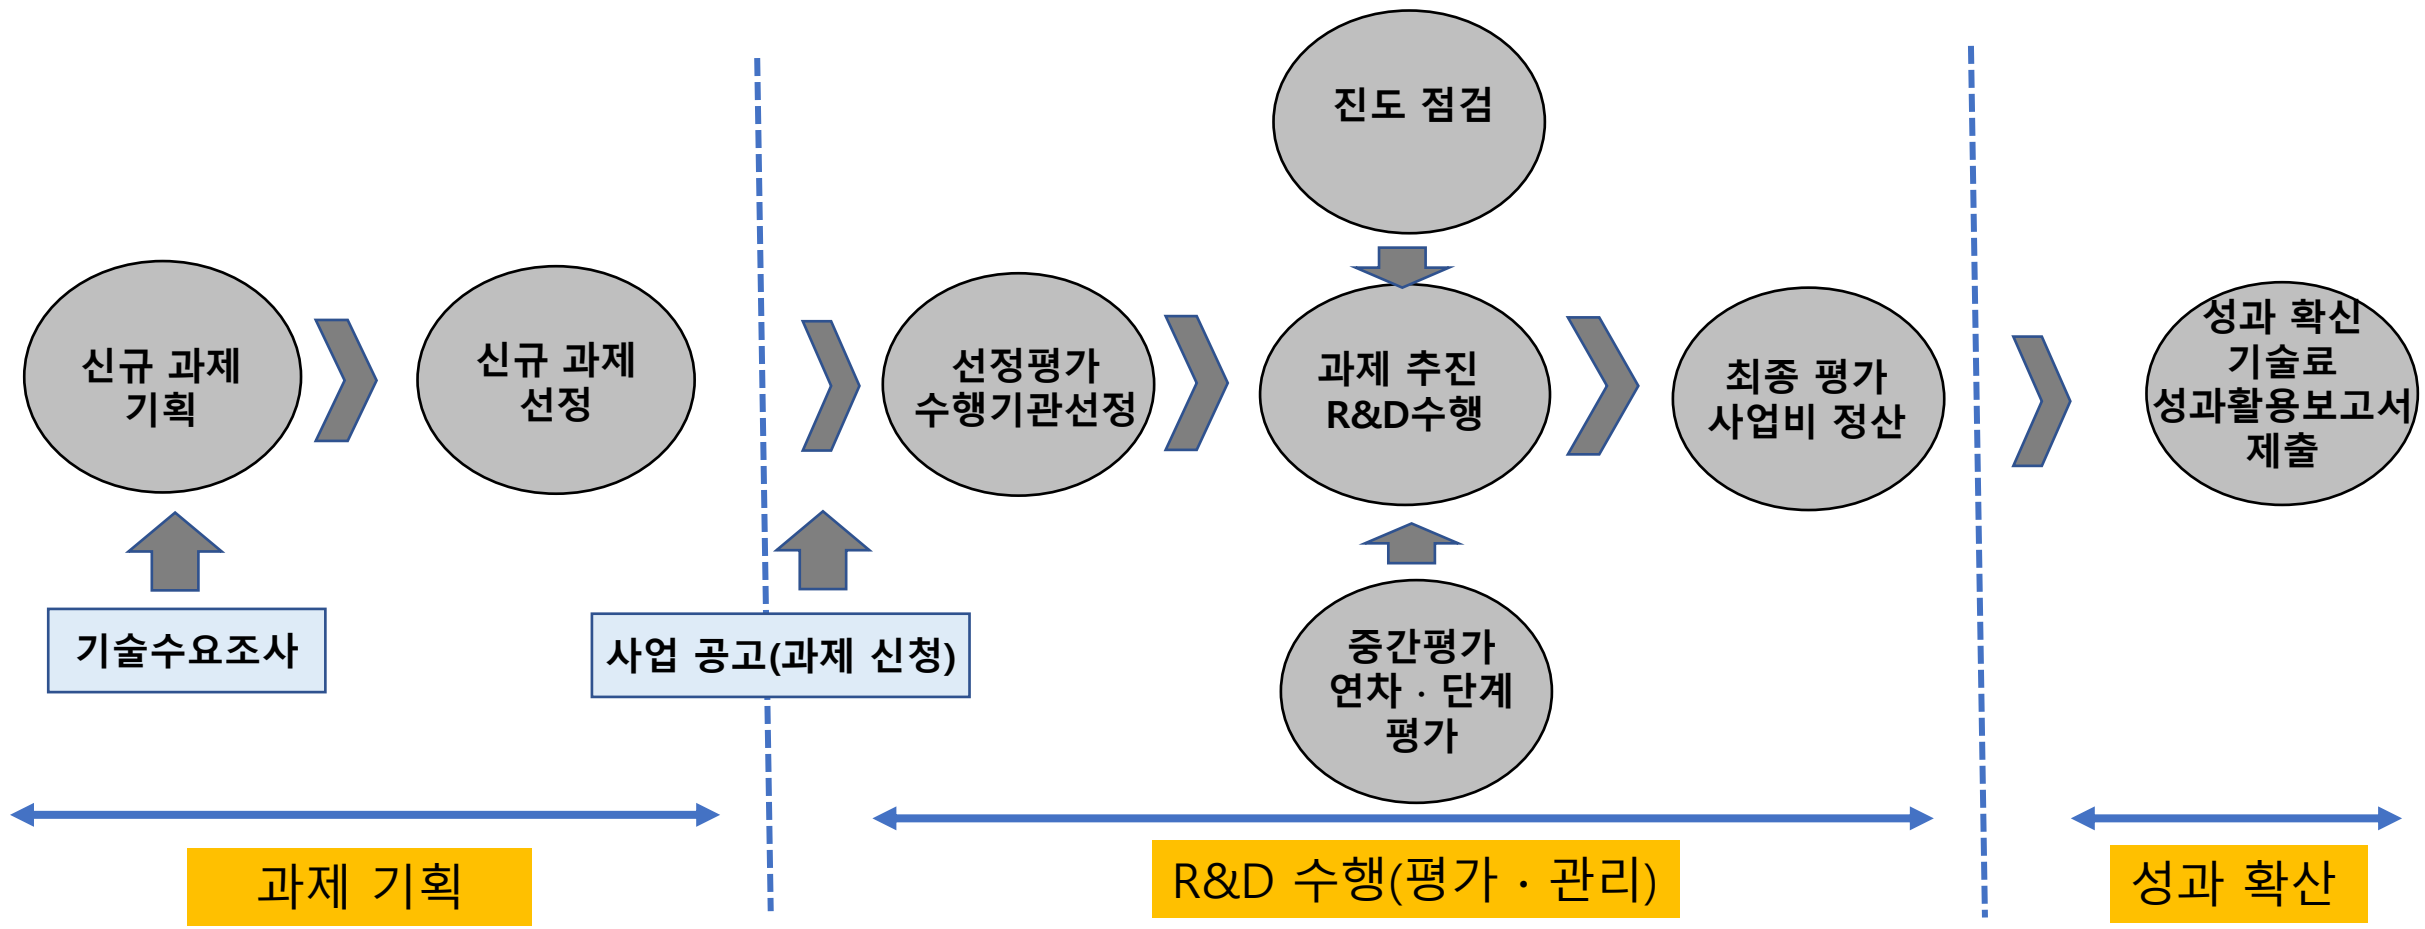 진도 점검
신규 과제
기획
신규 과제
선정
선정평가
수행기관선정
과제 추진
R&D수행
최종 평가
사업비 정산
성과 확신
기술료
성과활용보고서
제출
기술수요조사
사업 공고(과제 신청)
중간평가
연차 · 단계
평가
과제 기획
R&D 수행(평가 · 관리)
성과 확산